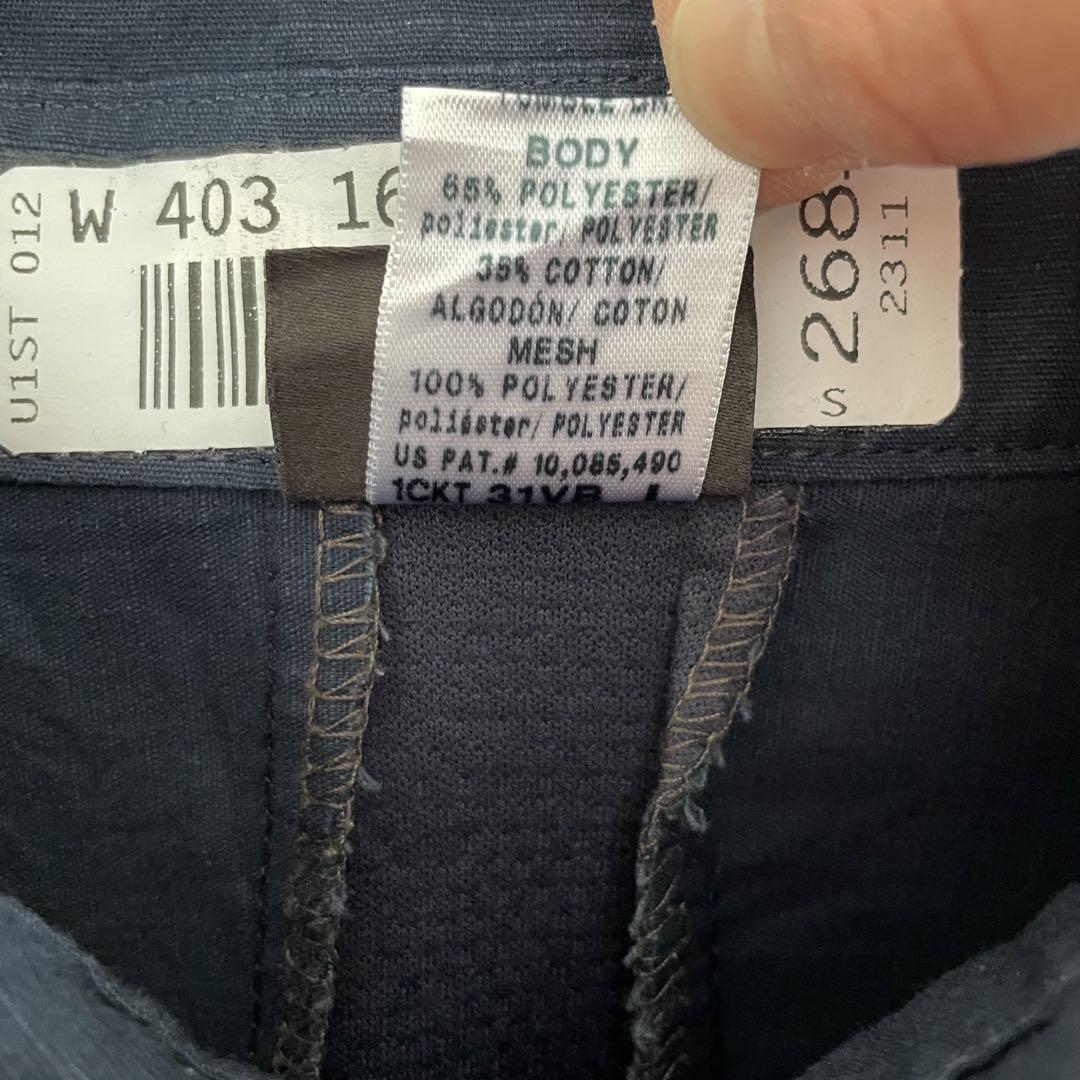 BODY
65% POLYESTER/
poliéster/ POLYESTER
35% COTTON/
ALGODÓN/ COTON
MESH
100% POLYESTER/
poliéster/ POLYESTER
US PAT.# 10,085,490
1CKT
W 403 16
U1ST 012
268-
S
2311